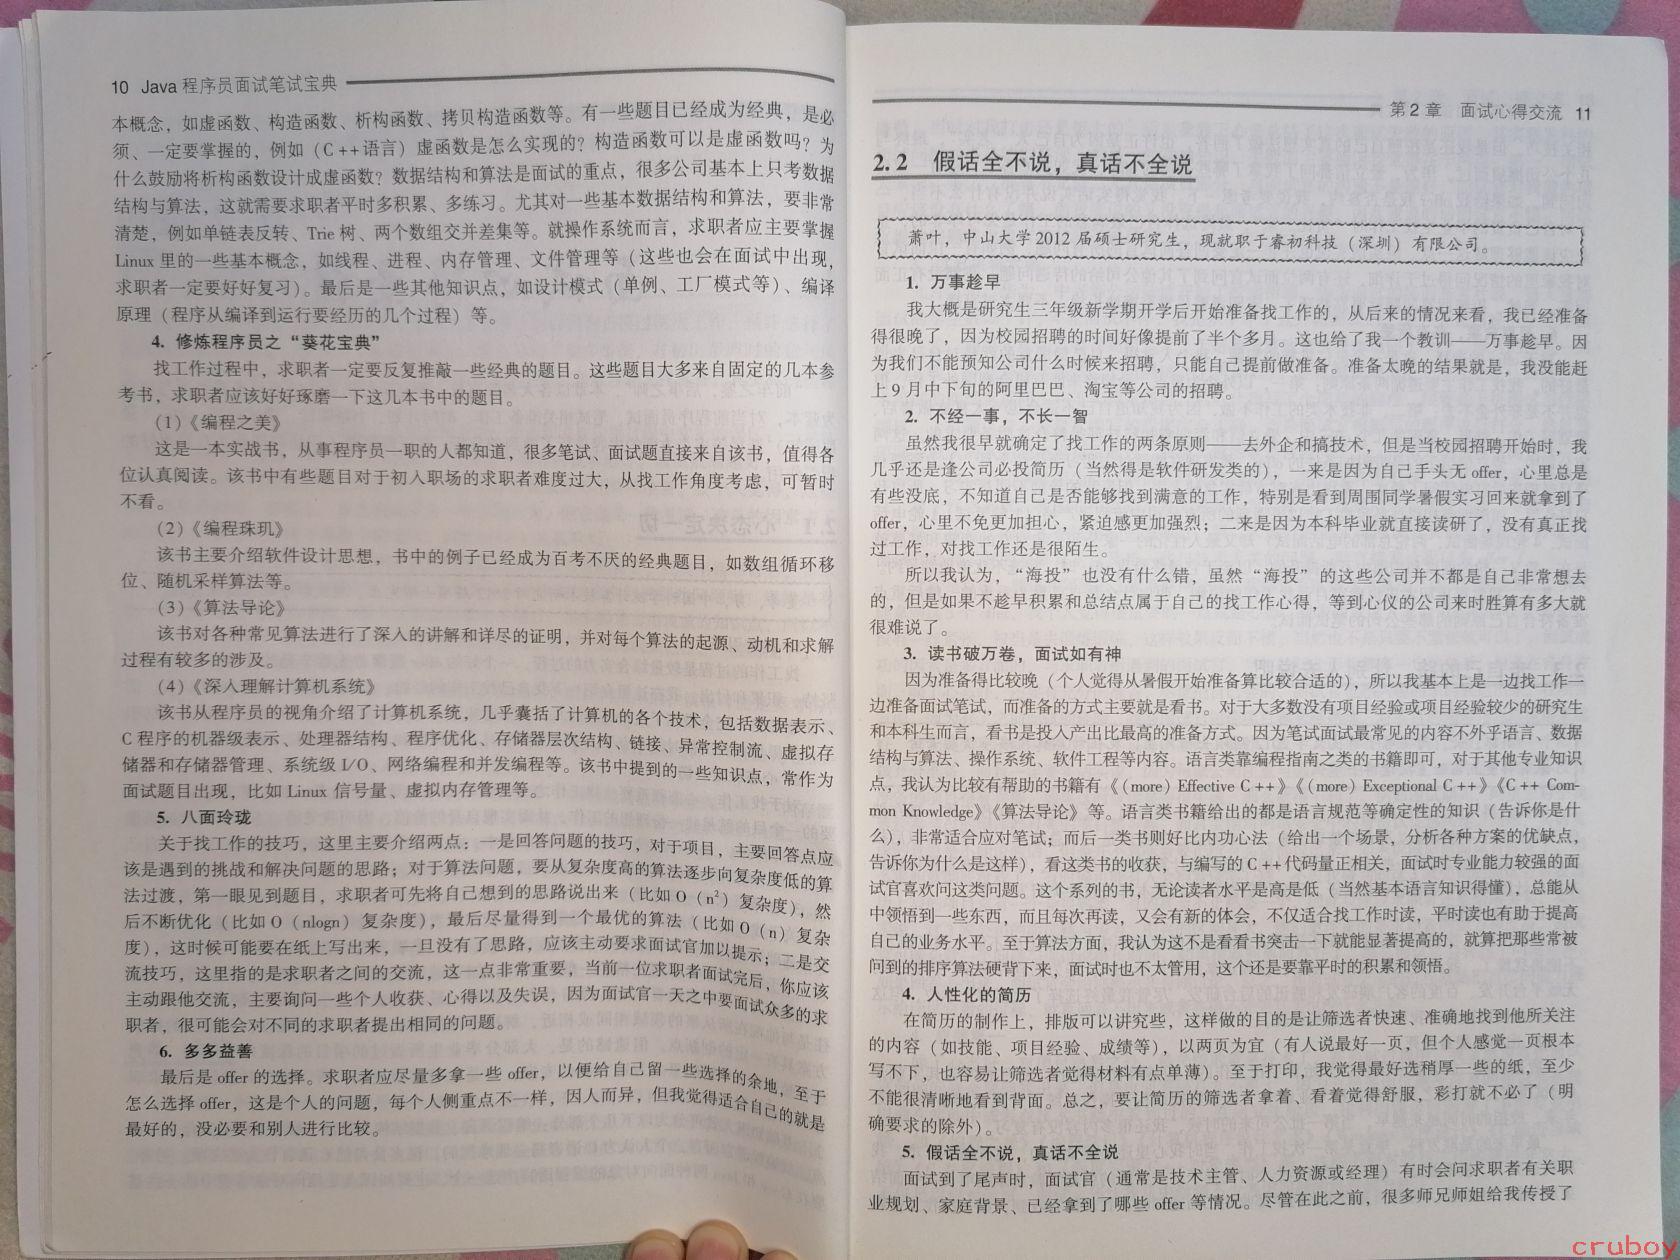 10 Java 程序员面试笔试宝典
本概念，如虚函数、构造函数、析构函数、拷贝构造函数等。有一些题目已经成为经典，是必
须、一定要掌握的，例如（C ++语言）虚函数是怎么实现的？构造函数可以是虚函数吗？为
什么鼓励将析构函数设计成虚函数？数据结构和算法是面试的重点，很多公司基本上只考数据
结构与算法，这就需要求职者平时多积累、多练习。尤其对一些基本数据结构和算法，要非常
清楚，例如单链表反转、Trie 树、两个数组交并差集等。就操作系统而言，求职者应主要掌握
Linux 里的一些基本概念，如线程、进程、内存管理、文件管理等（这些也会在面试中出现，
求职者一定要好好复习）。最后是一些其他知识点，如设计模式（单例、工厂模式等）、编译
原理（程序从编译到运行要经历的几个过程）等。
4. 修炼程序员之“葵花宝典”
找工作过程中，求职者一定要反复推敲一些经典的题目。这些题目大多来自固定的几本参
考书，求职者应该好好琢磨一下这几本书中的题目。
（1）《编程之美》
这是一本实战书，从事程序员一职的人都知道，很多笔试、面试题直接来自该书，值得各
位认真阅读。该书中有些题目对于初入职场的求职者难度过大，从找工作角度考虑，可暂时
不看。
（2）《编程珠玑》
该书主要介绍软件设计思想，书中的例子已经成为百考不厌的经典题目，如数组循环移
位、随机采样算法等。
（3）《算法导论》
该书对各种常见算法进行了深入的讲解和详尽的证明，并对每个算法的起源、动机和求解
过程有较多的涉及。
（4）《深入理解计算机系统》
该书从程序员的视角介绍了计算机系统，几乎囊括了计算机的各个技术，包括数据表示、
C 程序的机器级表示、处理器结构、程序优化、存储器层次结构、链接、异常控制流、虚拟存
储器和存储器管理、系统级 I/O、网络编程和并发编程等。该书中提到的一些知识点，常作为
面试题目出现，比如 Linux 信号量、虚拟内存管理等。
5. 八面玲珑
关于找工作的技巧，这里主要介绍两点：一是回答问题的技巧，对于项目，主要回答点应
该是遇到的挑战和解决问题的思路；对于算法问题，要从复杂度高的算法逐步向复杂度低的算
法过渡，第一眼见到题目，求职者可先将自己想到的思路说出来（比如 O（n²）复杂度），然
后不断优化（比如 O（nlogn）复杂度），最后尽量得到一个最优的算法（比如 O（n）复杂
度），这时候可能要在纸上写出来，一旦没有了思路，应该主动要求面试官加以提示；二是交
流技巧，这里指的是求职者之间的交流，这一点非常重要，当前一位求职者面试完后，你应该
主动跟他交流，主要询问一些个人收获、心得以及失误，因为面试官一天之中要面试众多的求
职者，很可能会对不同的求职者提出相同的问题。
6. 多多益善
最后是 offer 的选择。求职者应尽量多拿一些 offer，以便给自己留一些选择的余地，至于
怎么选择 offer，这是个人的问题，每个人侧重点不一样，因人而异，但我觉得适合自己的就是
最好的，没必要和别人进行比较。
第 2 章 面试心得交流 11
2.2 假话全不说，真话不全说
萧叶，中山大学 2012 届硕士研究生，现就职于睿初科技（深圳）有限公司。
1. 万事趁早
我大概是研究生三年级新学期开学后开始准备找工作的，从后来的情况来看，我已经准备
得很晚了，因为校园招聘的时间好像提前了半个多月。这也给了我一个教训——万事趁早。因
为我们不能预知公司什么时候来招聘，只能自己提前做准备。准备太晚的结果就是，我没能赶
上 9 月中下旬的阿里巴巴、淘宝等公司的招聘。
2. 不经一事，不长一智
虽然我很早就确定了找工作的两条原则——去外企和搞技术，但是当校园招聘开始时，我
几乎还是逢公司必投简历（当然得是软件研发类的），一来是因为自己手头无 offer，心里总是
有些没底，不知道自己是否能够找到满意的工作，特别是看到周围同学暑假实习回来就拿到了
offer，心里不免更加担心，紧迫感更加强烈；二来是因为本科毕业就直接读研了，没有真正找
过工作，对找工作还是很陌生。
所以我认为，“海投”也没有什么错，虽然“海投”的这些公司并不都是自己非常想去
的，但是如果不趁早积累和总结点属于自己的找工作心得，等到心仪的公司来时胜算有多大就
很难说了。
3. 读书破万卷，面试如有神
因为准备得比较晚（个人觉得从暑假开始准备算比较合适的），所以我基本上是一边找工作一
边准备面试笔试，而准备的方式主要就是看书。对于大多数没有项目经验或项目经验较少的研究生
和本科生而言，看书是投入产出比最高的准备方式。因为笔试面试最常见的内容不外乎语言、数据
结构与算法、操作系统、软件工程等内容。语言类靠编程指南之类的书籍即可，对于其他专业知识
点，我认为比较有帮助的书籍有《（more）Effective C ++》《（more）Exceptional C ++》《C ++ Com-
mon Knowledge》《算法导论》等。语言类书籍给出的都是语言规范等确定性的知识（告诉你是什
么），非常适合应对笔试；而后一类书则好比内功心法（给出一个场景，分析各种方案的优缺点，
告诉你为什么是这样），看这类书的收获，与编写的 C ++代码量正相关，面试时专业能力较强的面
试官喜欢问这类问题。这个系列的书，无论读者水平是高是低（当然基本语言知识得懂），总能从
中领悟到一些东西，而且每次再读，又会有新的体会，不仅适合找工作时读，平时读也有助于提高
自己的业务水平。至于算法方面，我认为这不是看看书突击一下就能显著提高的，就算把那些常被
问到的排序算法硬背下来，面试时也不太管用，这个还是要靠平时的积累和领悟。
4. 人性化的简历
在简历的制作上，排版可以讲究些，这样做的目的是让筛选者快速、准确地找到他所关注
的内容（如技能、项目经验、成绩等），以两页为宜（有人说最好一页，但个人感觉一页根本
写不下，也容易让筛选者觉得材料有点单薄）。至于打印，我觉得最好选稍厚一些的纸，至少
不能很清晰地看到背面。总之，要让简历的筛选者拿着、看着觉得舒服，彩打就不必了（明
确要求的除外）。
5. 假话全不说，真话不全说
面试到了尾声时，面试官（通常是技术主管、人力资源或经理）有时会问求职者有关职
业规划、家庭背景、已经拿到了哪些 offer 等情况。尽管在此之前，很多师兄师姐给我传授了
cruboy